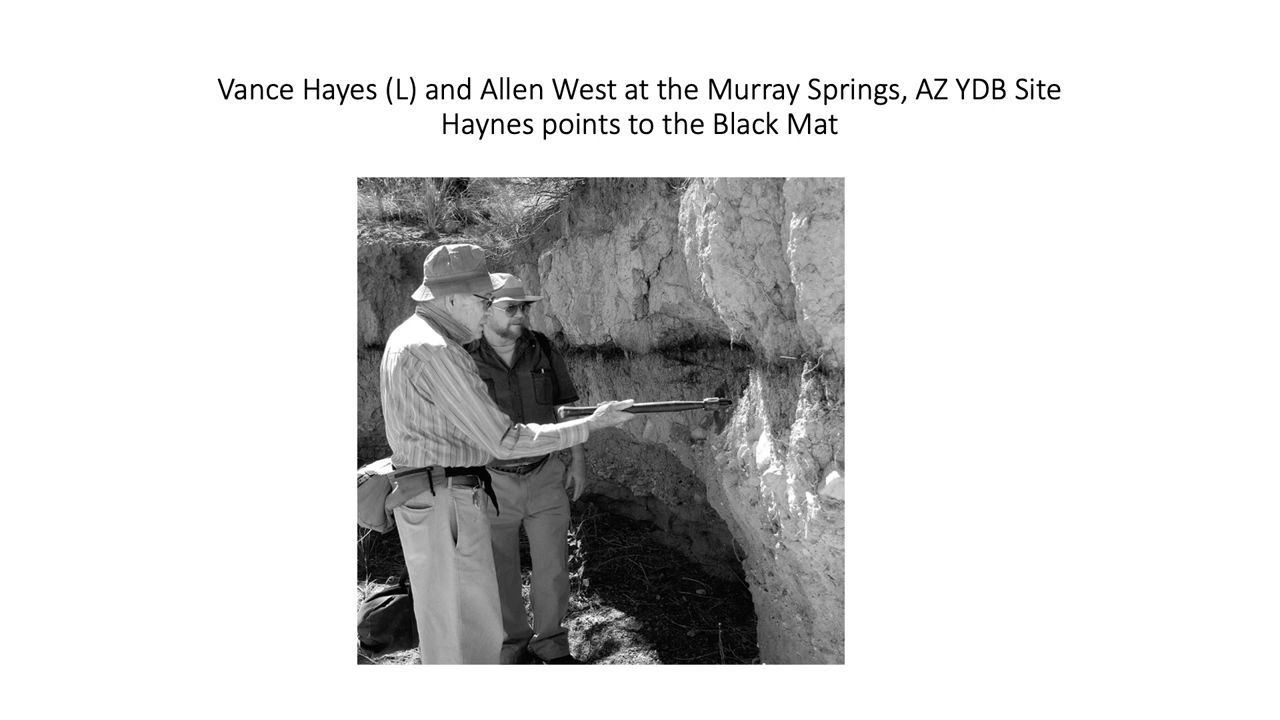 Vance Hayes (L) and Allen West at the Murray Springs, AZ YDB Site
Haynes points to the Black Mat